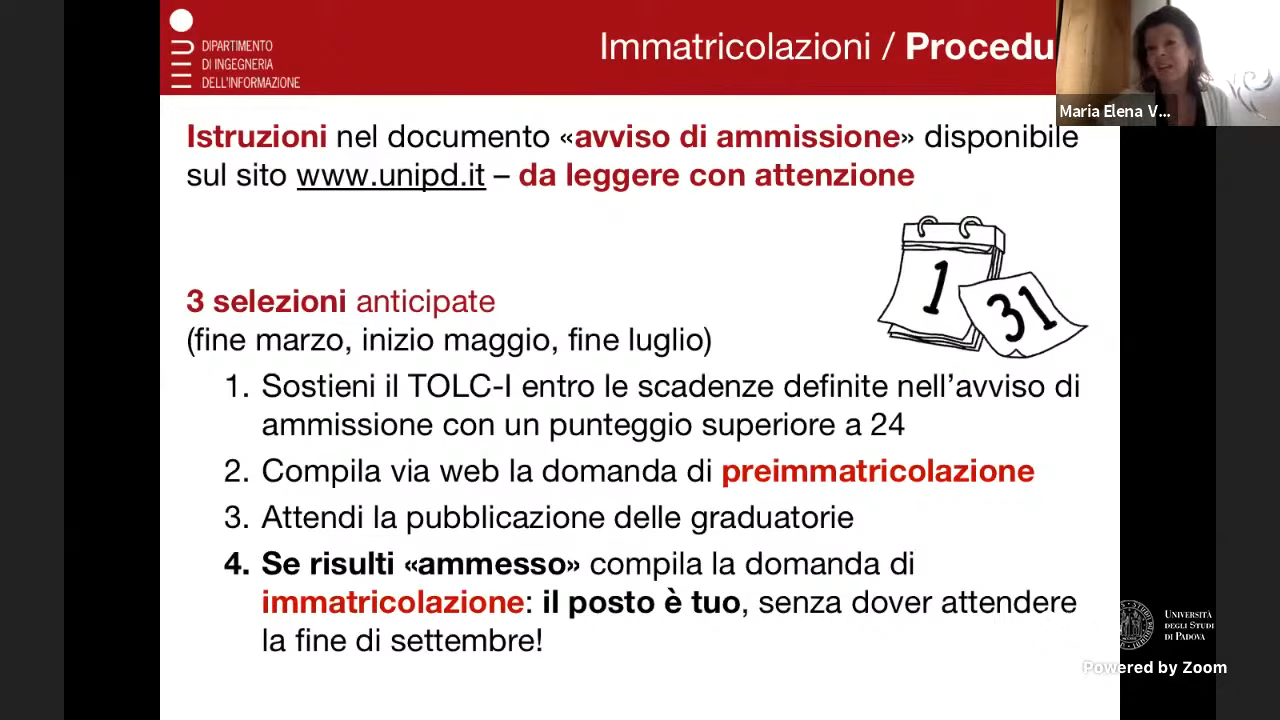 DIPARTIMENTO
DI INGEGNERIA
DELL'INFORMAZIONE
Immatricolazioni / Procedu
Maria Elena V...
Istruzioni nel documento «avviso di ammissione» disponibile
sul sito www.unipd.it – da leggere con attenzione
1
31
3 selezioni anticipate
(fine marzo, inizio maggio, fine luglio)
1. Sostieni il TOLC-I entro le scadenze definite nell'avviso di
ammissione con un punteggio superiore a 24
2. Compila via web la domanda di preimmatricolazione
3. Attendi la pubblicazione delle graduatorie
4. Se risulti «ammesso» compila la domanda di
immatricolazione: il posto è tuo, senza dover attendere
la fine di settembre!
UNIVERSITÀ
DEGLI STUDI
DI PADOVA
Powered by Zoom